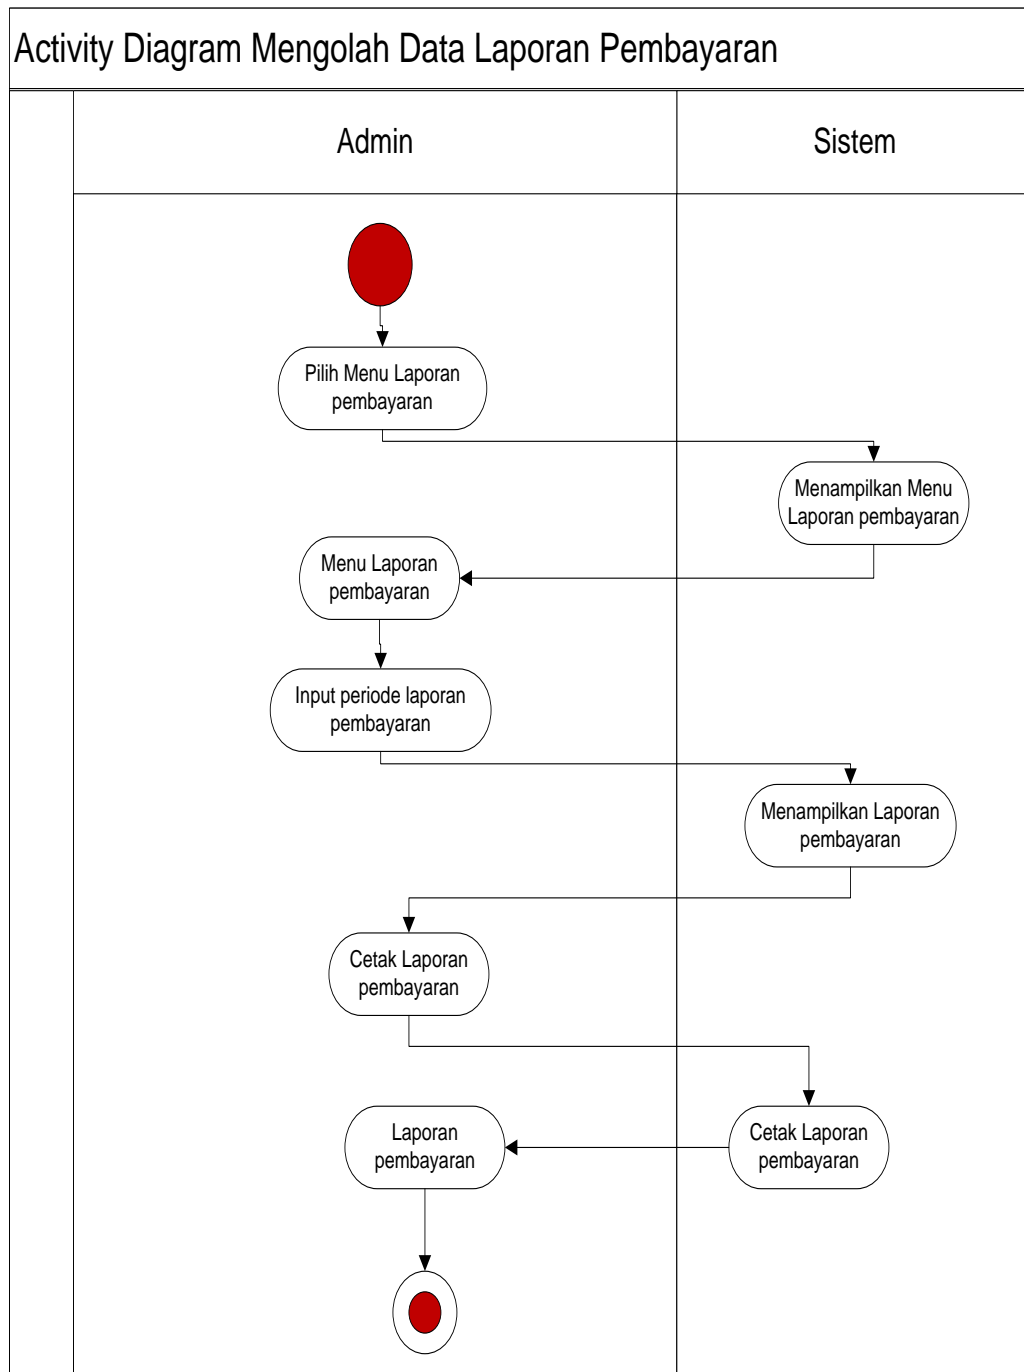 Activity Diagram Mengolah Data Laporan Pembayaran
Admin
Sistem
Pilih Menu Laporan
pembayaran
Menampilkan Menu
Laporan pembayaran
Menu Laporan
pembayaran
Input periode laporan
pembayaran
Menampilkan Laporan
pembayaran
Cetak Laporan
pembayaran
Cetak Laporan
pembayaran
Laporan
pembayaran